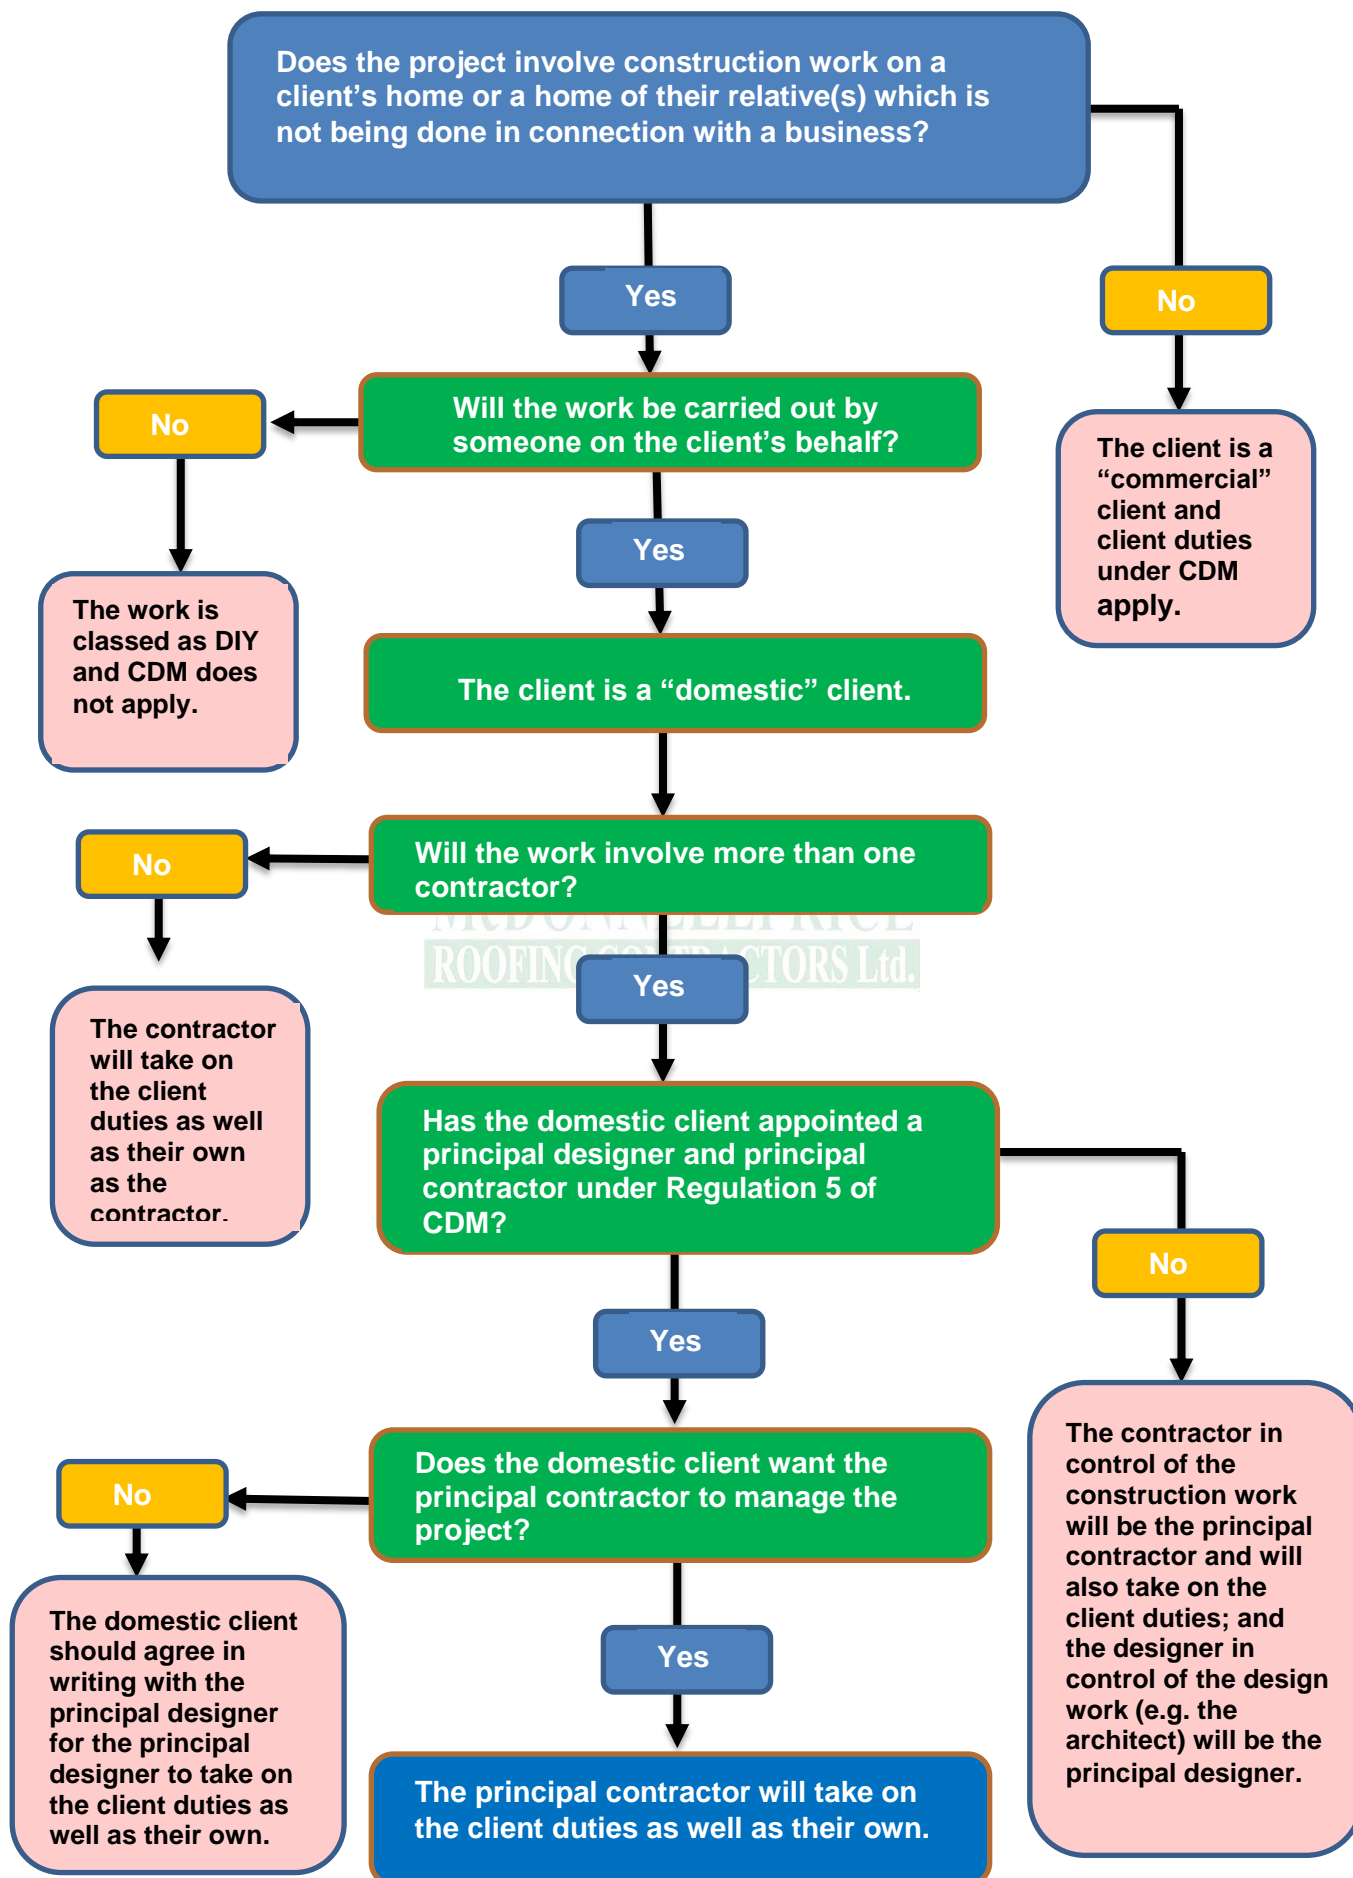 Does the project involve construction work on a
client’s home or a home of their relative(s) which is
not being done in connection with a business?
Yes
No
Will the work be carried out by
someone on the client’s behalf?
No
The client is a
“commercial”
client and
client duties
under CDM
apply.
Yes
The work is
classed as DIY
and CDM does
not apply.
The client is a “domestic” client.
Will the work involve more than one
contractor?
No
McDONNELL PRICE
ROOFING CONTRACTORS Ltd.
Yes
The contractor
will take on
the client
duties as well
as their own
as the
contractor.
Has the domestic client appointed a
principal designer and principal
contractor under Regulation 5 of
CDM?
No
Yes
Does the domestic client want the
principal contractor to manage the
project?
No
The contractor in
control of the
construction work
will be the principal
contractor and will
also take on the
client duties; and
the designer in
control of the design
work (e.g. the
architect) will be the
principal designer.
The domestic client
should agree in
writing with the
principal designer
for the principal
designer to take on
the client duties as
well as their own.
Yes
The principal contractor will take on
the client duties as well as their own.